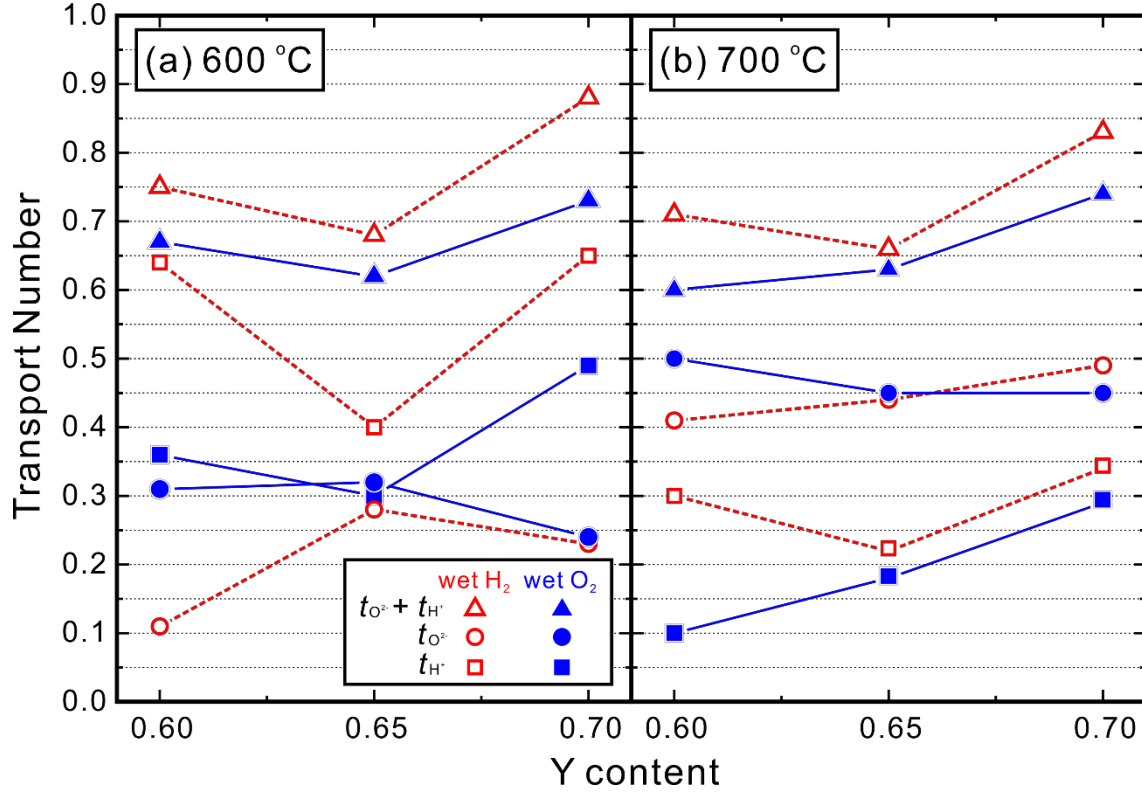 (a) 600 °C
(b) 700 °C
Transport Number
1.0
0.9
0.8
0.7
0.6
0.5
0.4
0.3
0.2
0.1
0.0
wet H₂ wet O₂
t_O²⁻ + t_H⁺
t_O²⁻
t_H⁺
0.60 0.65 0.70 0.60 0.65 0.70
Y content